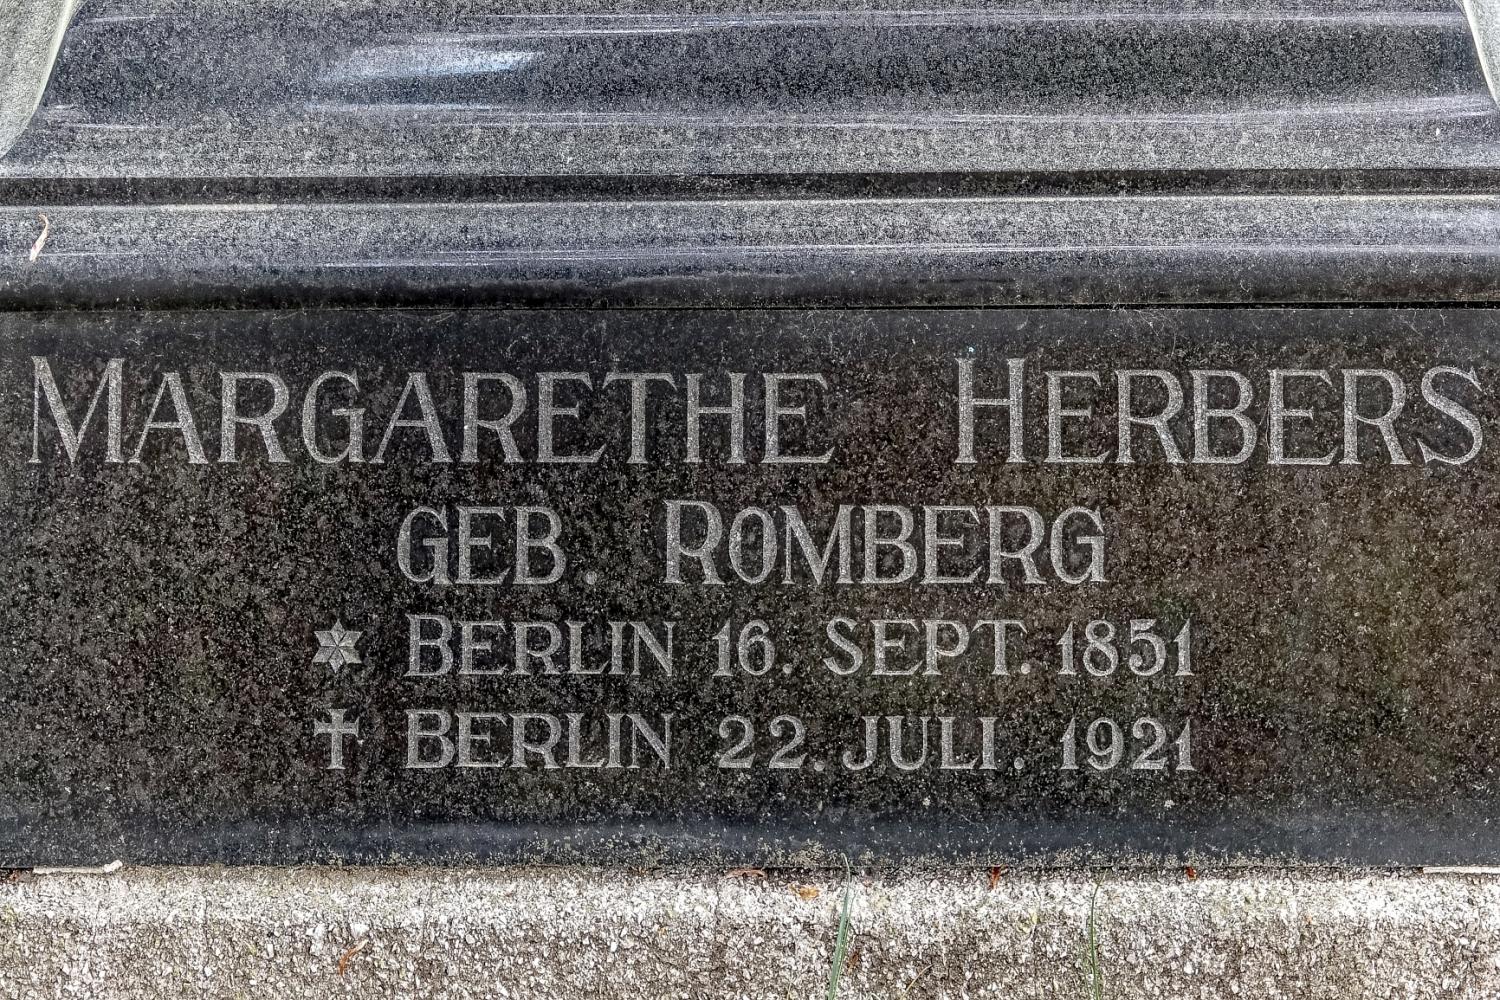 MARGARETHE HERBERS
GEB. ROMBERG
* BERLIN 16. SEPT. 1851
† BERLIN 22. JULI. 1921